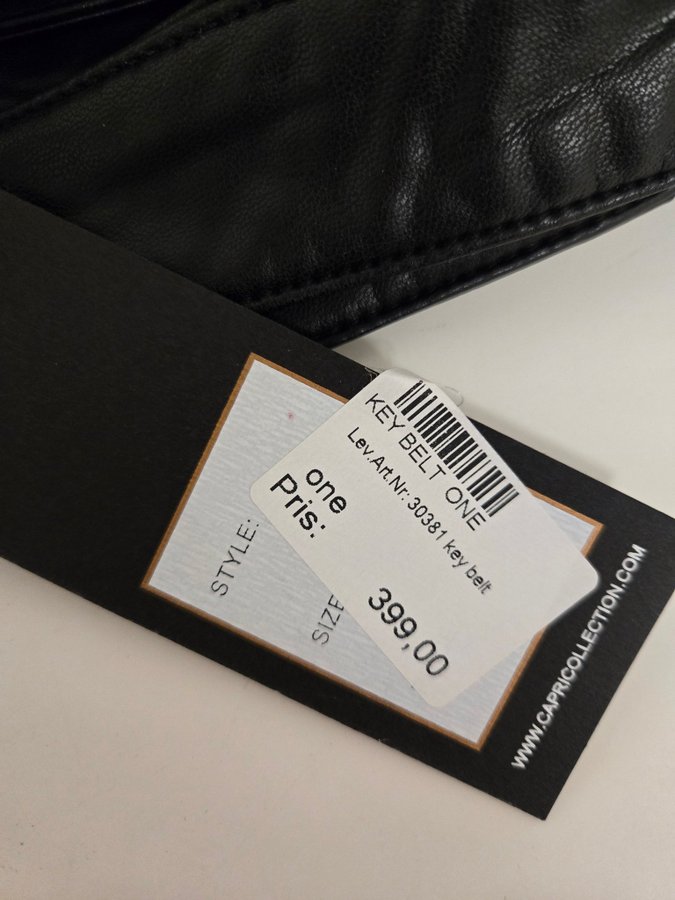 KEY BELT ONE
Lev.Art.Nr: 30381 key belt
one
Pris:
399,00
STYLE:
SIZE
WWW.CAPRICOLLECTION.COM